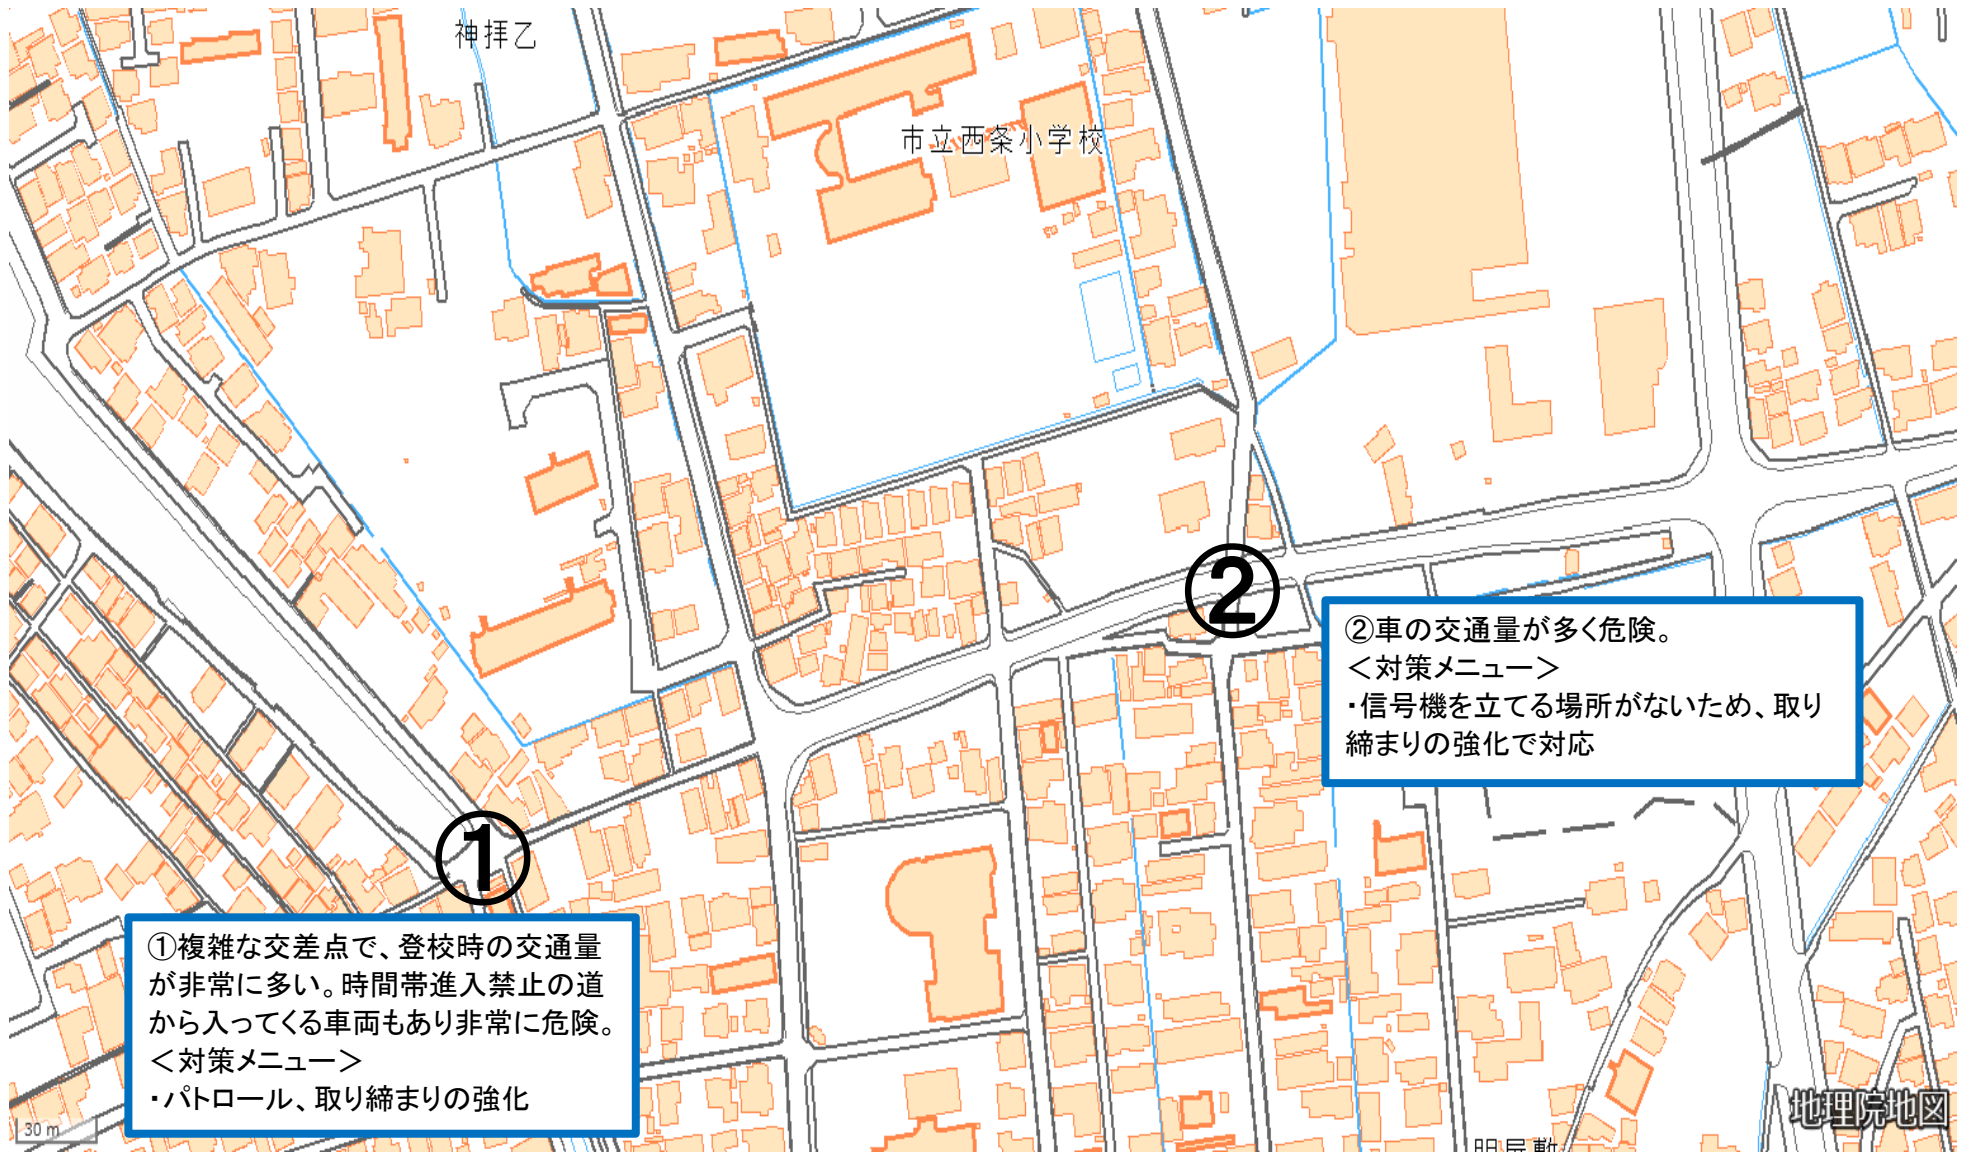 神拝乙
市立西条小学校
②
②車の交通量が多く危険。
＜対策メニュー＞
・信号機を立てる場所がないため、取り
締まりの強化で対応
①
①複雑な交差点で、登校時の交通量
が非常に多い。時間帯進入禁止の道
から入ってくる車両もあり非常に危険。
＜対策メニュー＞
・パトロール、取り締まりの強化
30 m
地理院地図
明屋敷